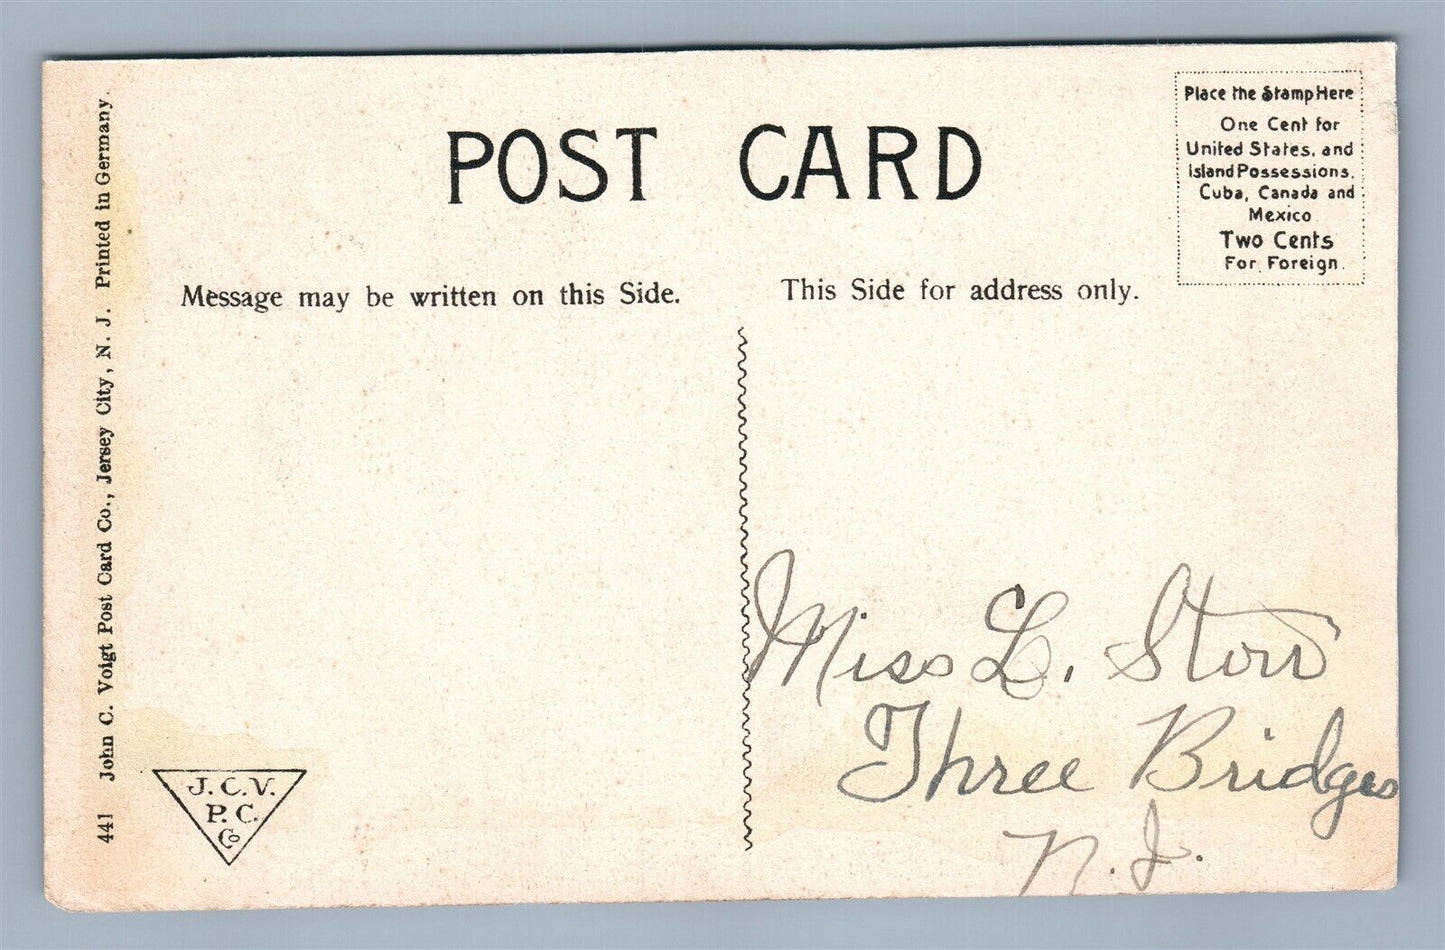 POST CARD
Place the Stamp Here
One Cent for
United States, and
Island Possessions,
Cuba, Canada and
Mexico
Two Cents
For Foreign.
Message may be written on this Side.
This Side for address only.
441 John C. Voigt Post Card Co., Jersey City, N. J. Printed in Germany.
J. C. V.
P. C.
Co
Miss L. Storr
Three Bridges
N. J.